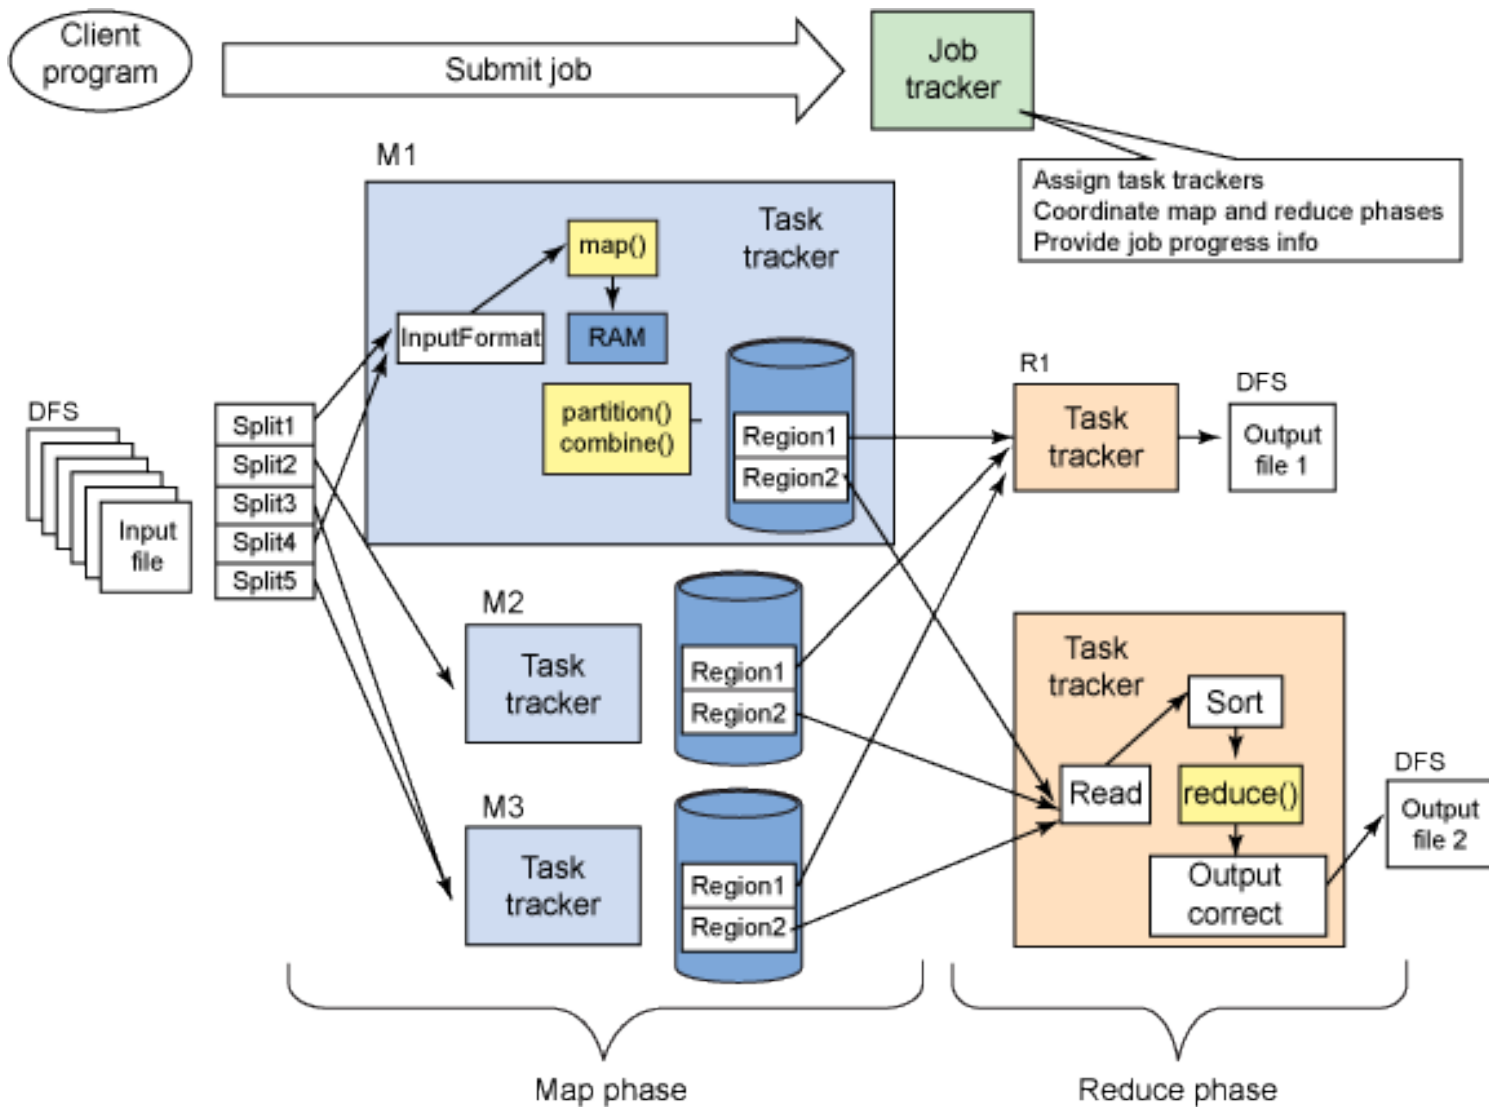 Client
program
Submit job
Job
tracker
Assign task trackers
Coordinate map and reduce phases
Provide job progress info
M1
Task
tracker
map()
InputFormat
RAM
partition()
combine()
Region1
Region2
DFS
Input
file
Split1
Split2
Split3
Split4
Split5
R1
Task
tracker
DFS
Output
file 1
M2
Task
tracker
Region1
Region2
M3
Task
tracker
Region1
Region2
Task
tracker
Sort
Read
reduce()
Output
correct
DFS
Output
file 2
Map phase
Reduce phase